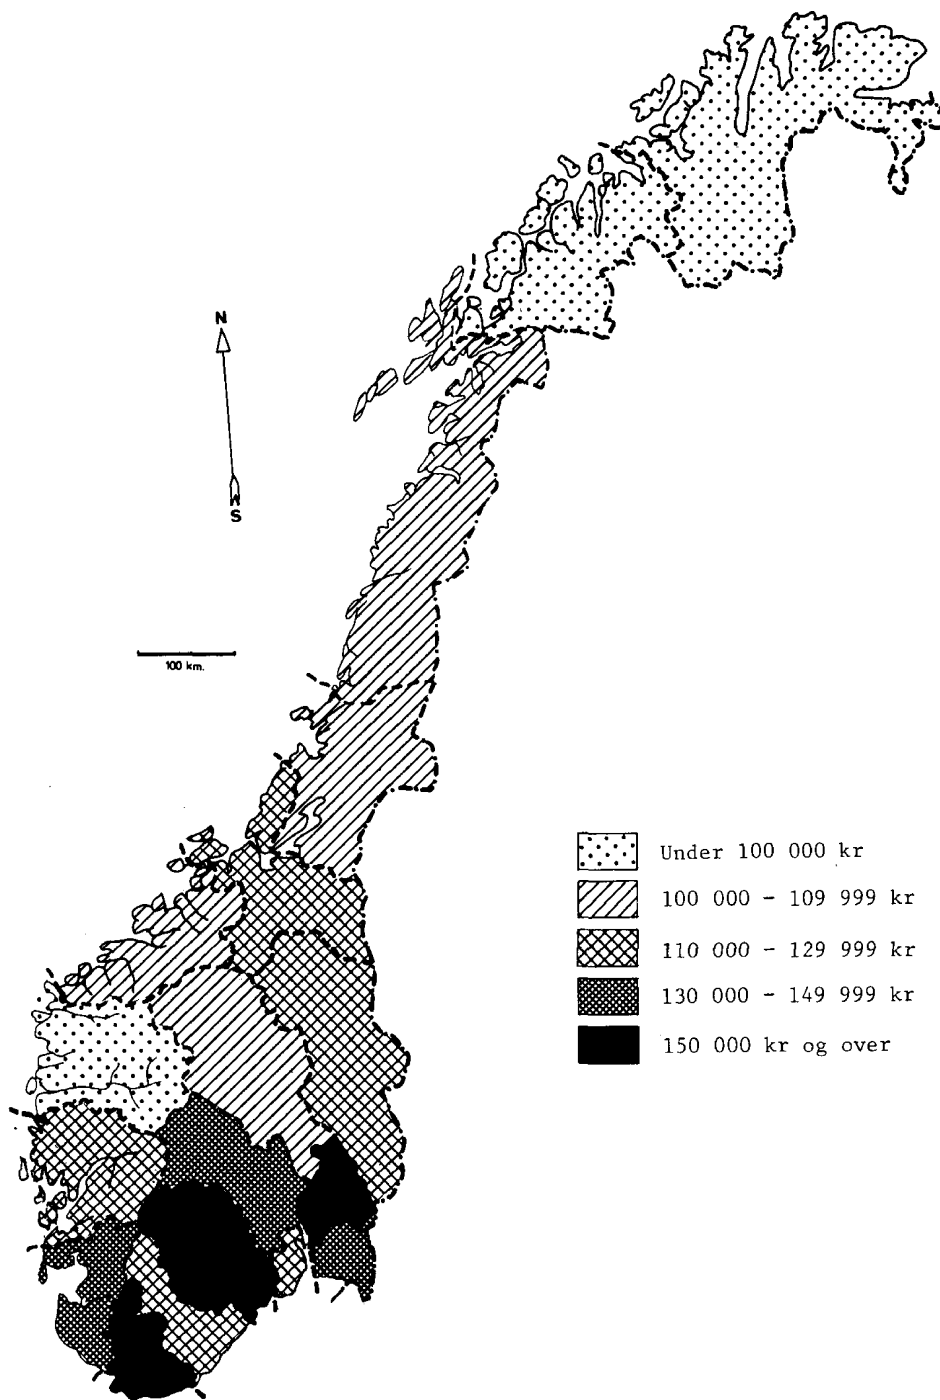 N
S
100 km.
Under 100 000 kr
100 000 - 109 999 kr
110 000 - 129 999 kr
130 000 - 149 999 kr
150 000 kr og over